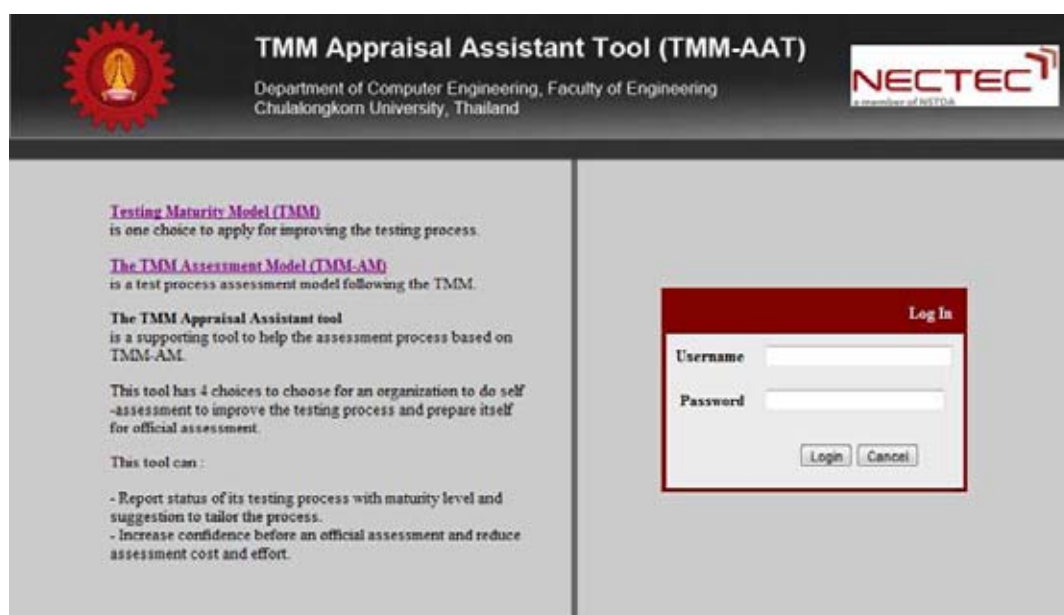 TMM Appraisal Assistant Tool (TMM-AAT)
Department of Computer Engineering, Faculty of Engineering
Chulalongkorn University, Thailand
NECTEC
a member of NSTDA
Testing Maturity Model (TMM)
is one choice to apply for improving the testing process.
The TMM Assessment Model (TMM-AM)
is a test process assessment model following the TMM.
The TMM Appraisal Assistant tool
is a supporting tool to help the assessment process based on
TMM-AM.
This tool has 4 choices to choose for an organization to do self
-assessment to improve the testing process and prepare itself
for official assessment.
This tool can :
- Report status of its testing process with maturity level and
suggestion to tailor the process.
- Increase confidence before an official assessment and reduce
assessment cost and effort.
Log In
Username
Password
Login Cancel